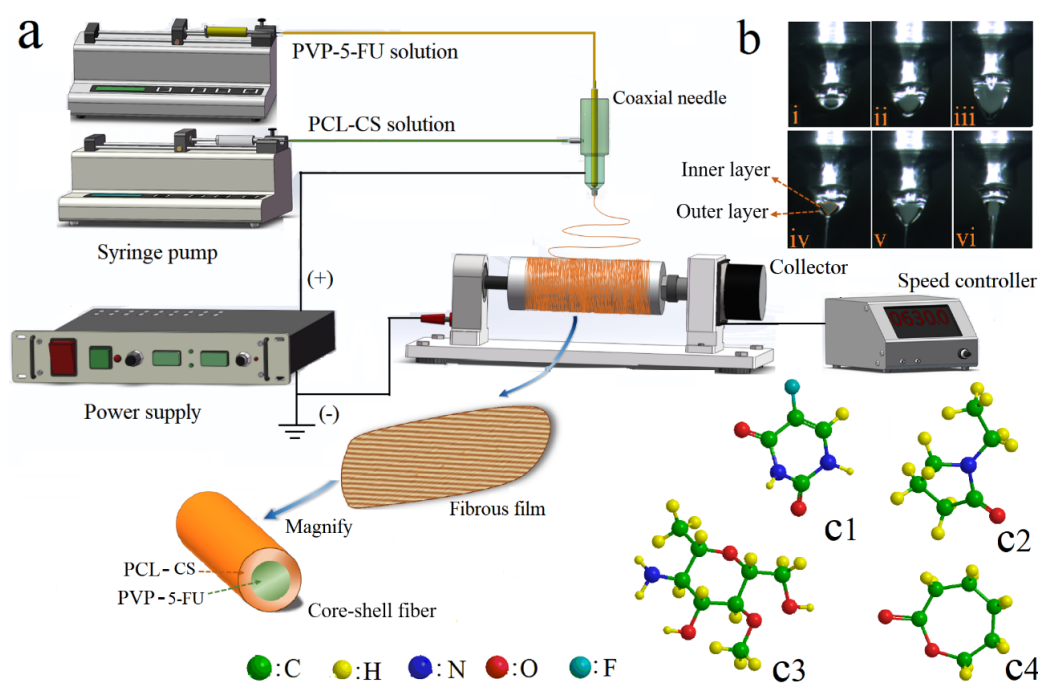 a
PVP-5-FU solution
PCL-CS solution
Coaxial needle
Syringe pump
(+)
Power supply
(-)
Collector
Speed controller
0630.0
Fibrous film
Magnify
PCL-CS
PVP-5-FU
Core-shell fiber
b
i
ii
iii
Inner layer
Outer layer
iv
v
vi
c1
c2
c3
c4
:C
:H
:N
:O
:F